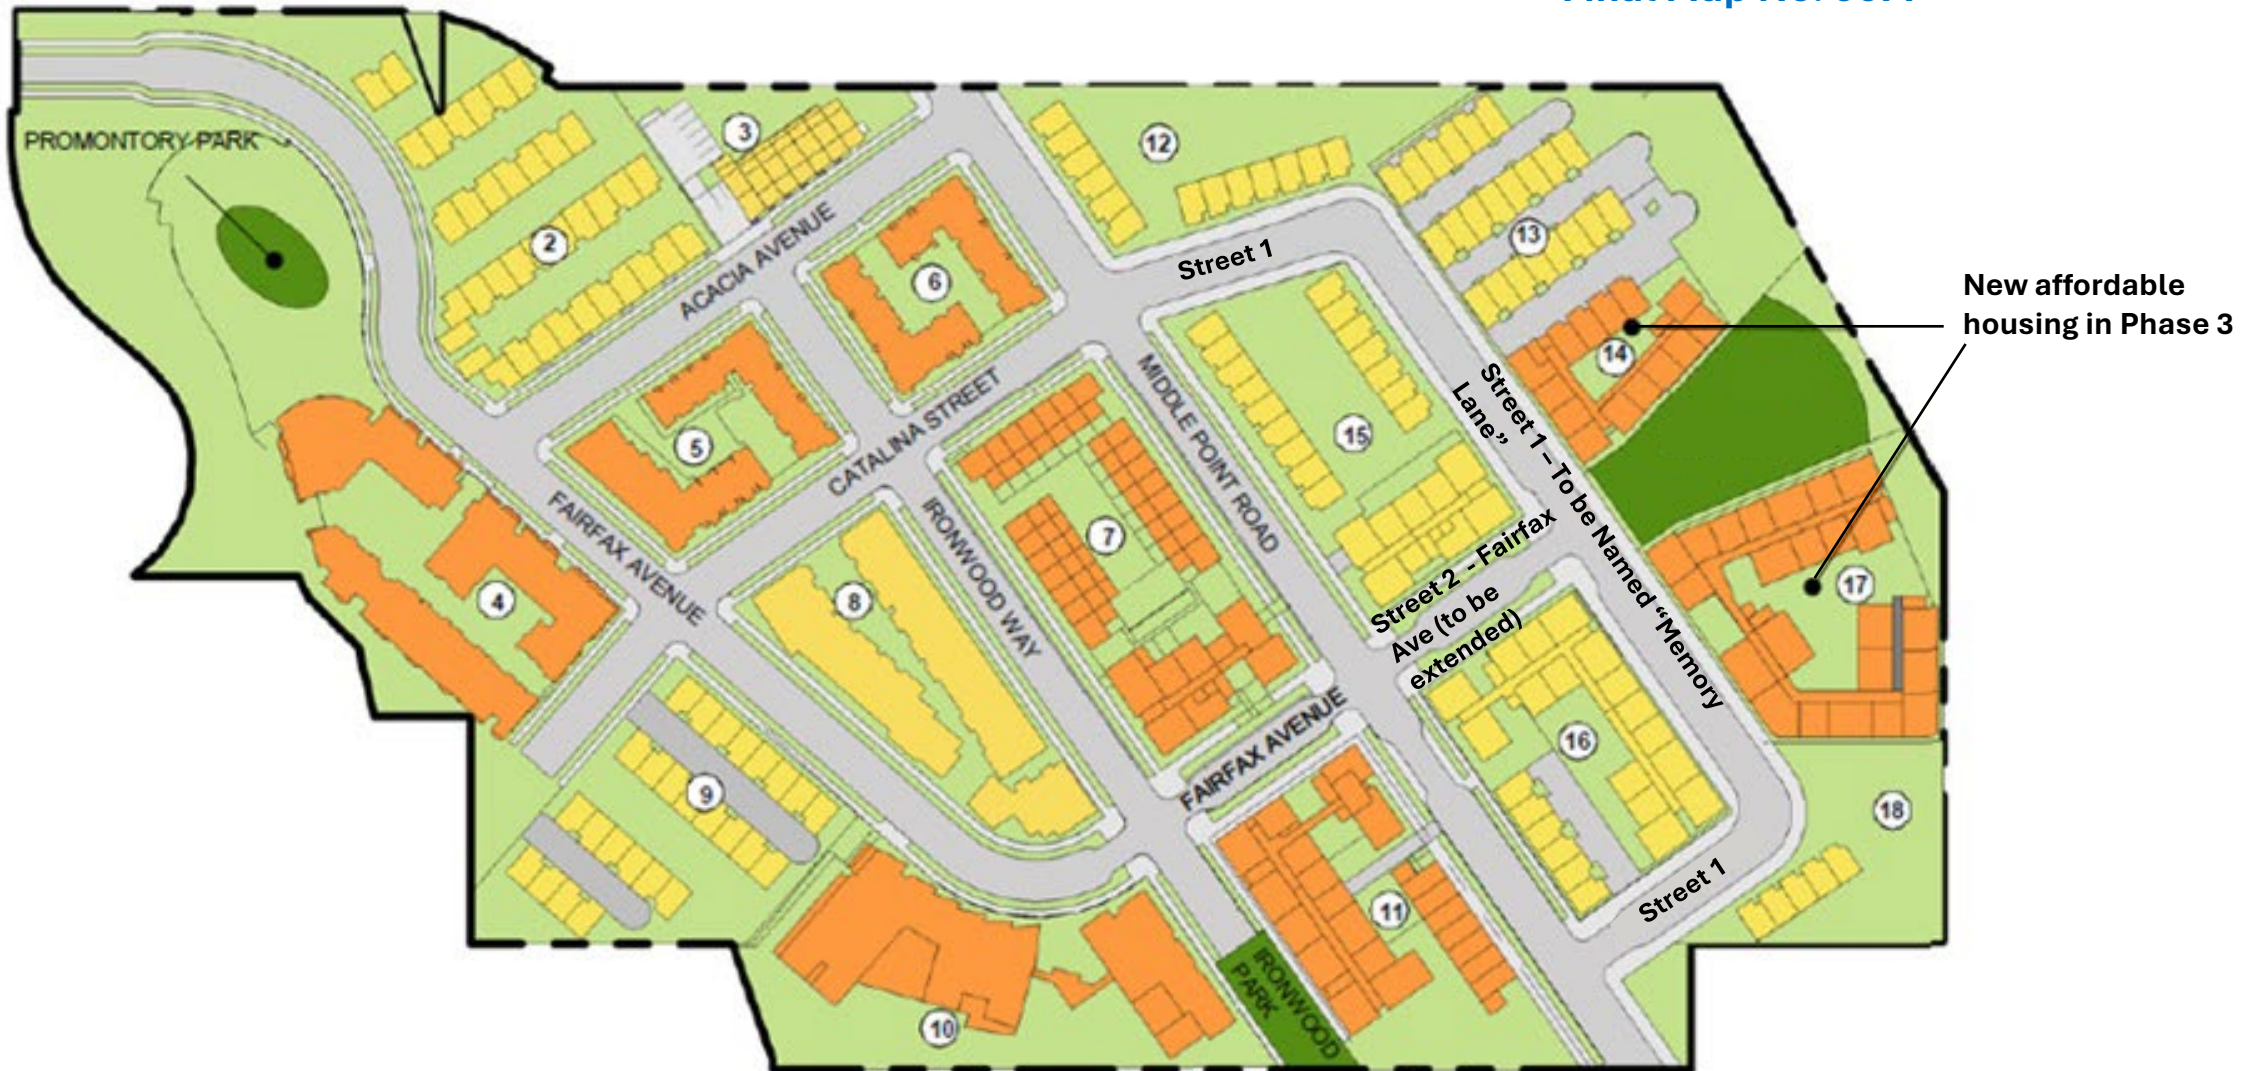 PROMONTORY PARK
3
12
2
ACACIA AVENUE
6
Street 1
13
New affordable
housing in Phase 3
14
5
CATALINA STREET
MIDDLE POINT ROAD
15
Street 1 – To be Named “Memory
Lane”
FAIRFAX AVENUE
IRONWOOD WAY
7
4
8
Street 2 - Fairfax
Ave (to be
extended)
17
FAIRFAX AVENUE
16
9
18
11
Street 1
10
IRONWOOD
PARK